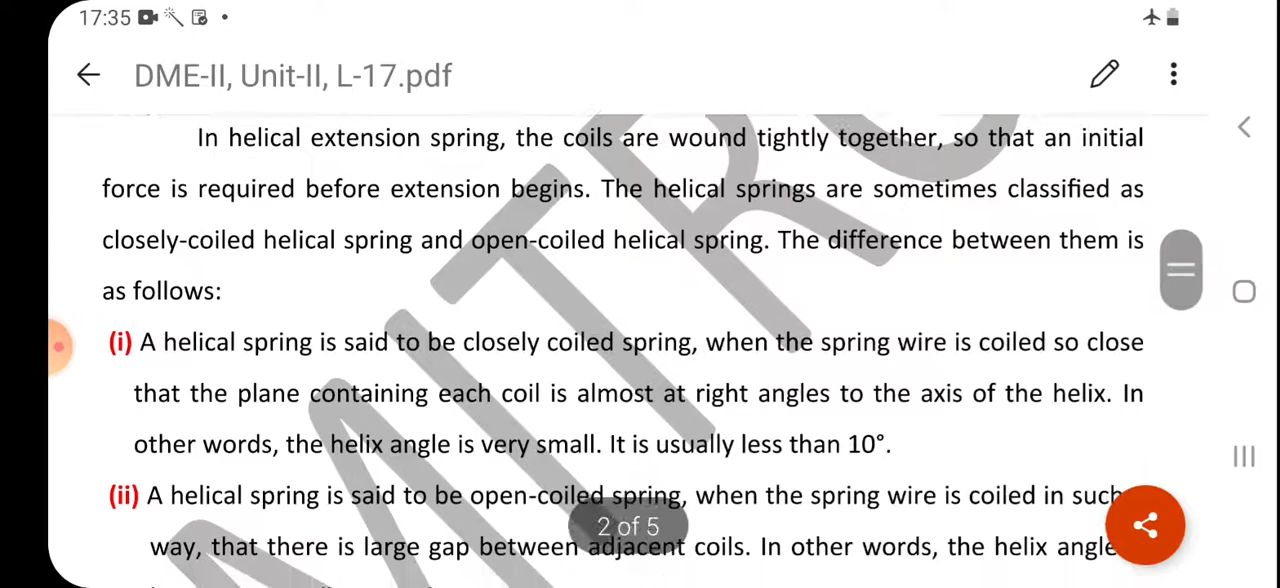 17:35
DME-II, Unit-II, L-17.pdf
In helical extension spring, the coils are wound tightly together, so that an initial
force is required before extension begins. The helical springs are sometimes classified as
closely-coiled helical spring and open-coiled helical spring. The difference between them is
as follows:
(i) A helical spring is said to be closely coiled spring, when the spring wire is coiled so close
that the plane containing each coil is almost at right angles to the axis of the helix. In
other words, the helix angle is very small. It is usually less than 10°.
(ii) A helical spring is said to be open-coiled spring, when the spring wire is coiled in such
2 of 5
way, that there is large gap between adjacent coils. In other words, the helix angle